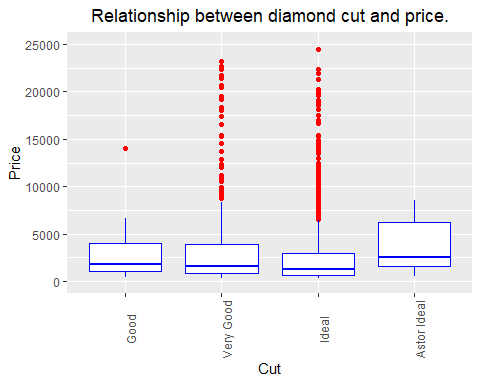 Relationship between diamond cut and price.
25000
20000
15000
10000
5000
0
Price
Good
Very Good
Ideal
Astor Ideal
Cut